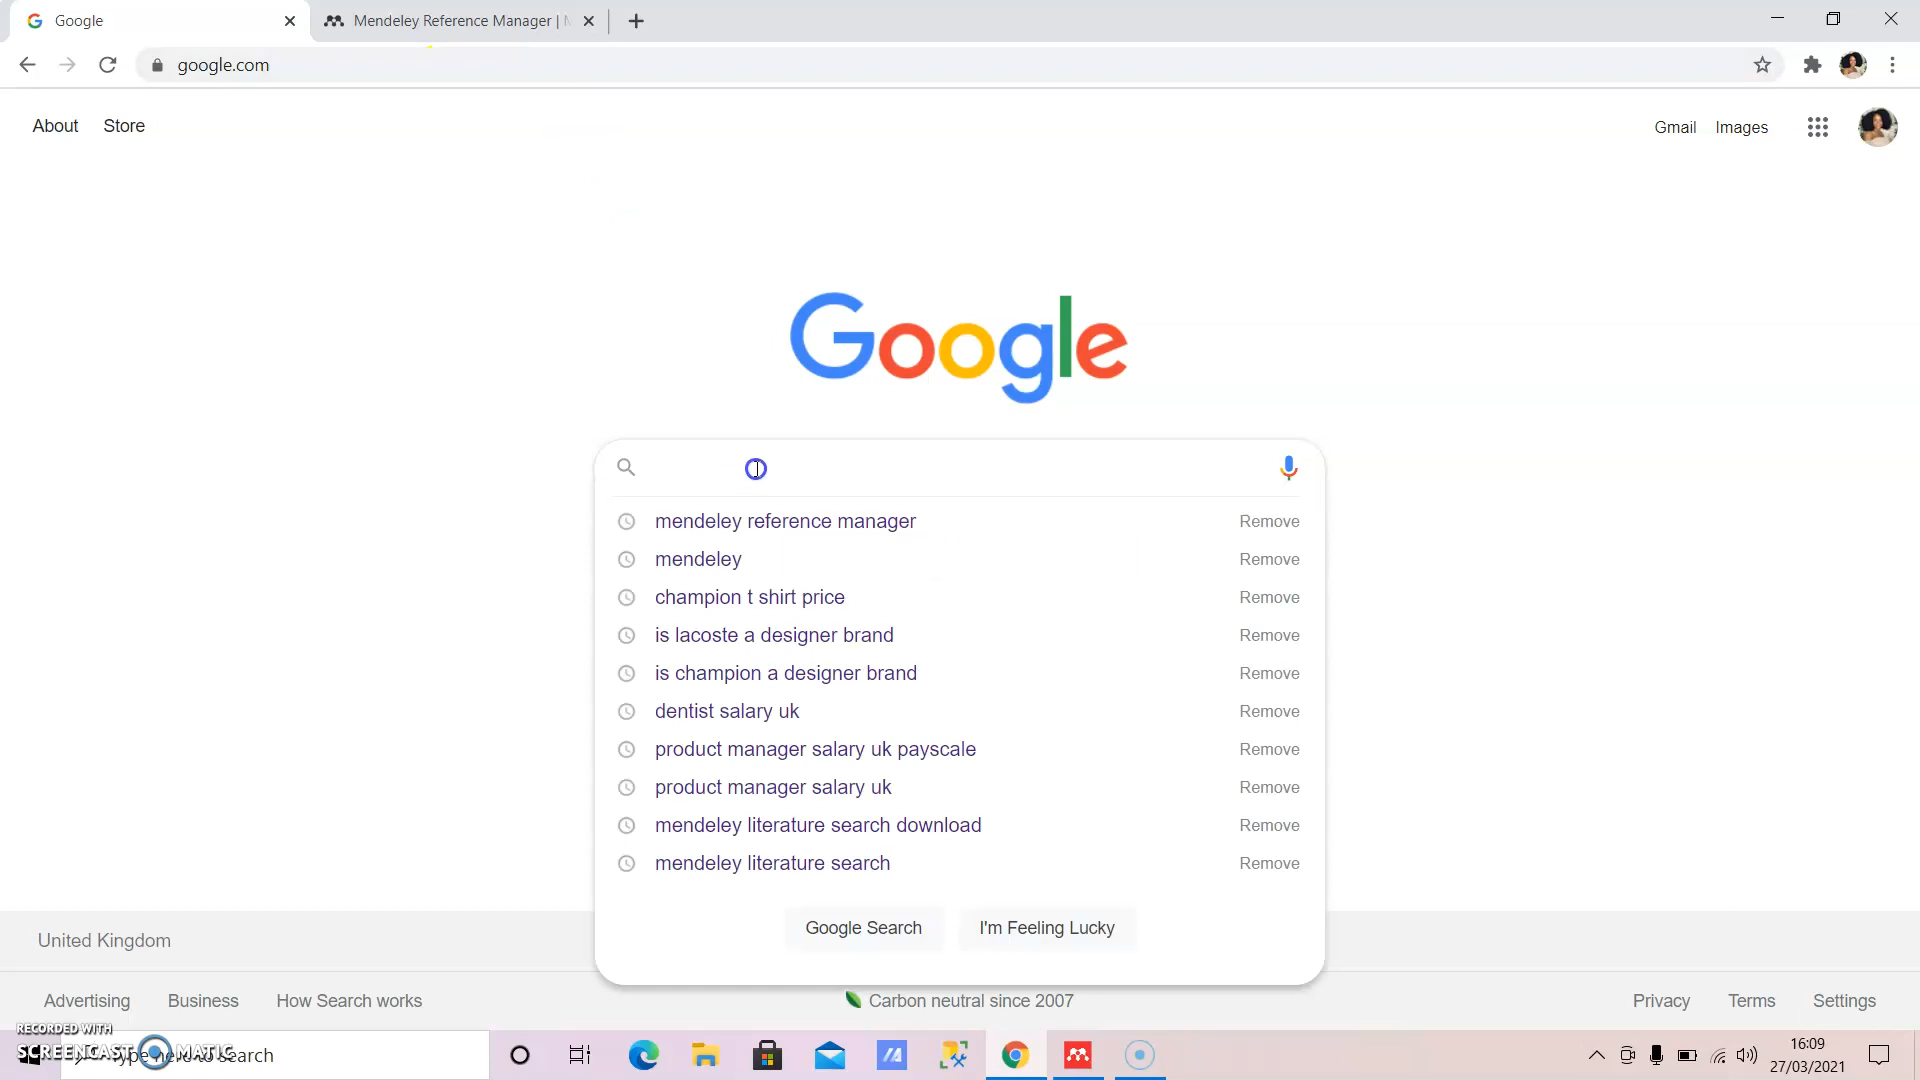 Google
Mendeley Reference Manager |
google.com
About Store
Gmail Images
Google
mendeley reference manager Remove
mendeley Remove
champion t shirt price Remove
is lacoste a designer brand Remove
is champion a designer brand Remove
dentist salary uk Remove
product manager salary uk payscale Remove
product manager salary uk Remove
mendeley literature search download Remove
mendeley literature search Remove
Google Search I'm Feeling Lucky
United Kingdom
Advertising Business How Search works Carbon neutral since 2007 Privacy Terms Settings
RECORDED WITH
SCREENCAST MATIC
Type here to search
16:09
27/03/2021